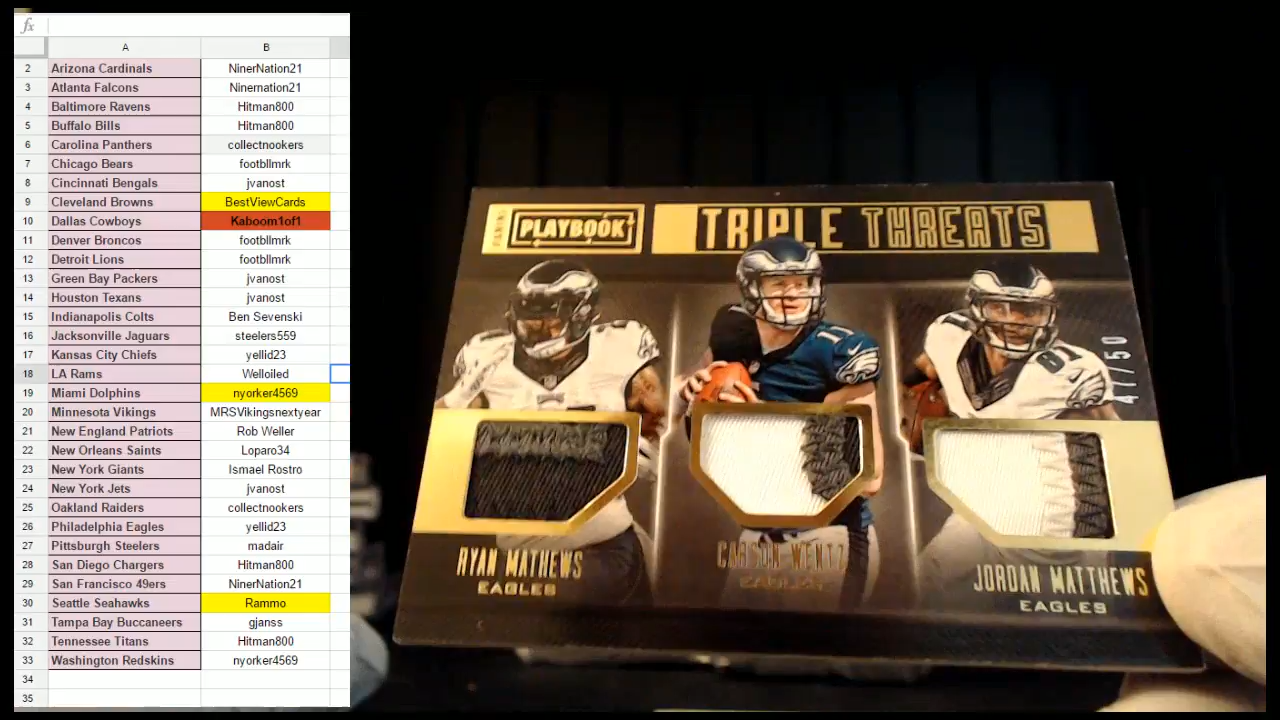 fx
A B
2 Arizona Cardinals NinerNation21
3 Atlanta Falcons Ninernation21
4 Baltimore Ravens Hitman800
5 Buffalo Bills Hitman800
6 Carolina Panthers collectnookers
7 Chicago Bears footbllmrk
8 Cincinnati Bengals jvanost
9 Cleveland Browns BestViewCards
10 Dallas Cowboys Kaboom1of1
11 Denver Broncos footbllmrk
12 Detroit Lions footbllmrk
13 Green Bay Packers jvanost
14 Houston Texans jvanost
15 Indianapolis Colts Ben Sevenski
16 Jacksonville Jaguars steelers559
17 Kansas City Chiefs yellid23
18 LA Rams Welloiled
19 Miami Dolphins nyorker4569
20 Minnesota Vikings MRSVikingsnextyear
21 New England Patriots Rob Weller
22 New Orleans Saints Loparo34
23 New York Giants Ismael Rostro
24 New York Jets jvanost
25 Oakland Raiders collectnookers
26 Philadelphia Eagles yellid23
27 Pittsburgh Steelers madair
28 San Diego Chargers Hitman800
29 San Francisco 49ers NinerNation21
30 Seattle Seahawks Rammo
31 Tampa Bay Buccaneers gjanss
32 Tennessee Titans Hitman800
33 Washington Redskins nyorker4569
34
35
PANINI PLAYBOOK TRIPLE THREATS
11
81
47/50
RYAN MATHEWS
EAGLES
CARSON WENTZ
EAGLES
JORDAN MATTHEWS
EAGLES